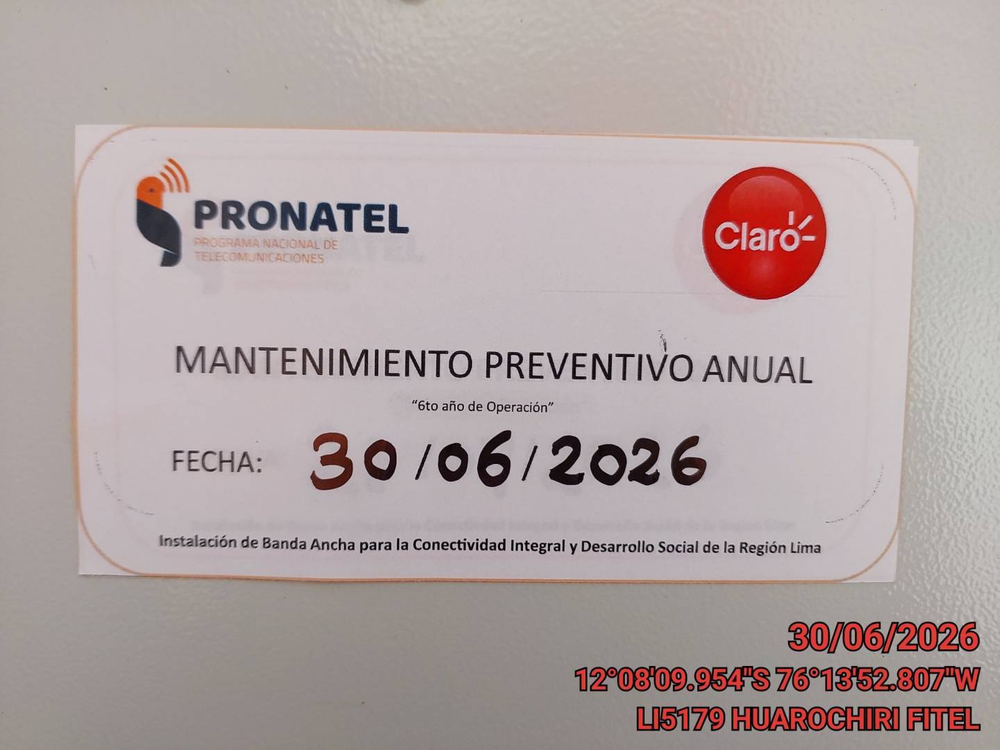 PRONATEL
PROGRAMA NACIONAL DE
TELECOMUNICACIONES
Claro
MANTENIMIENTO PREVENTIVO ANUAL
“6to año de Operación”
FECHA: 30/06/2026
Instalación de Banda Ancha para la Conectividad Integral y Desarrollo Social de la Región Lima
30/06/2026
12°08'09.954"S 76°13'52.807"W
LI5179 HUAROCHIRI FITEL